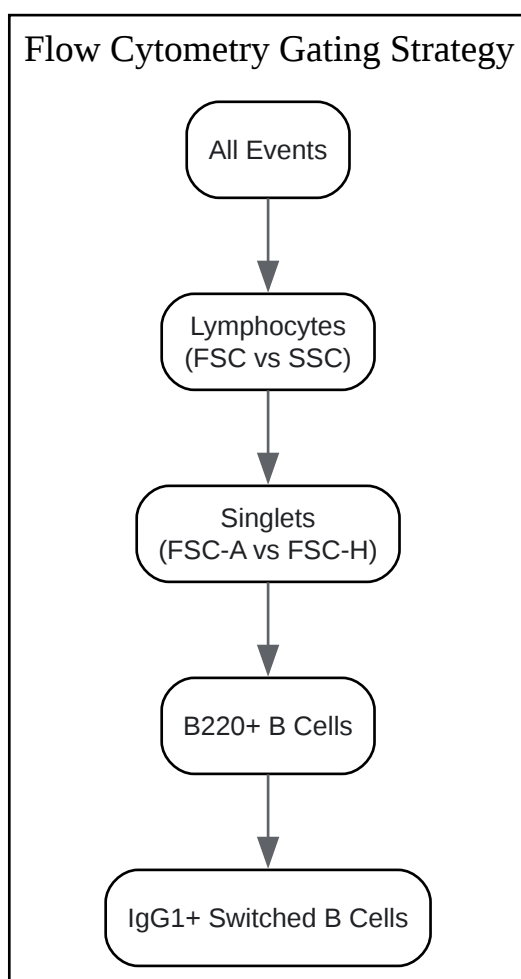 Flow Cytometry Gating Strategy
All Events
Lymphocytes
(FSC vs SSC)
Singlets
(FSC-A vs FSC-H)
B220+ B Cells
IgG1+ Switched B Cells